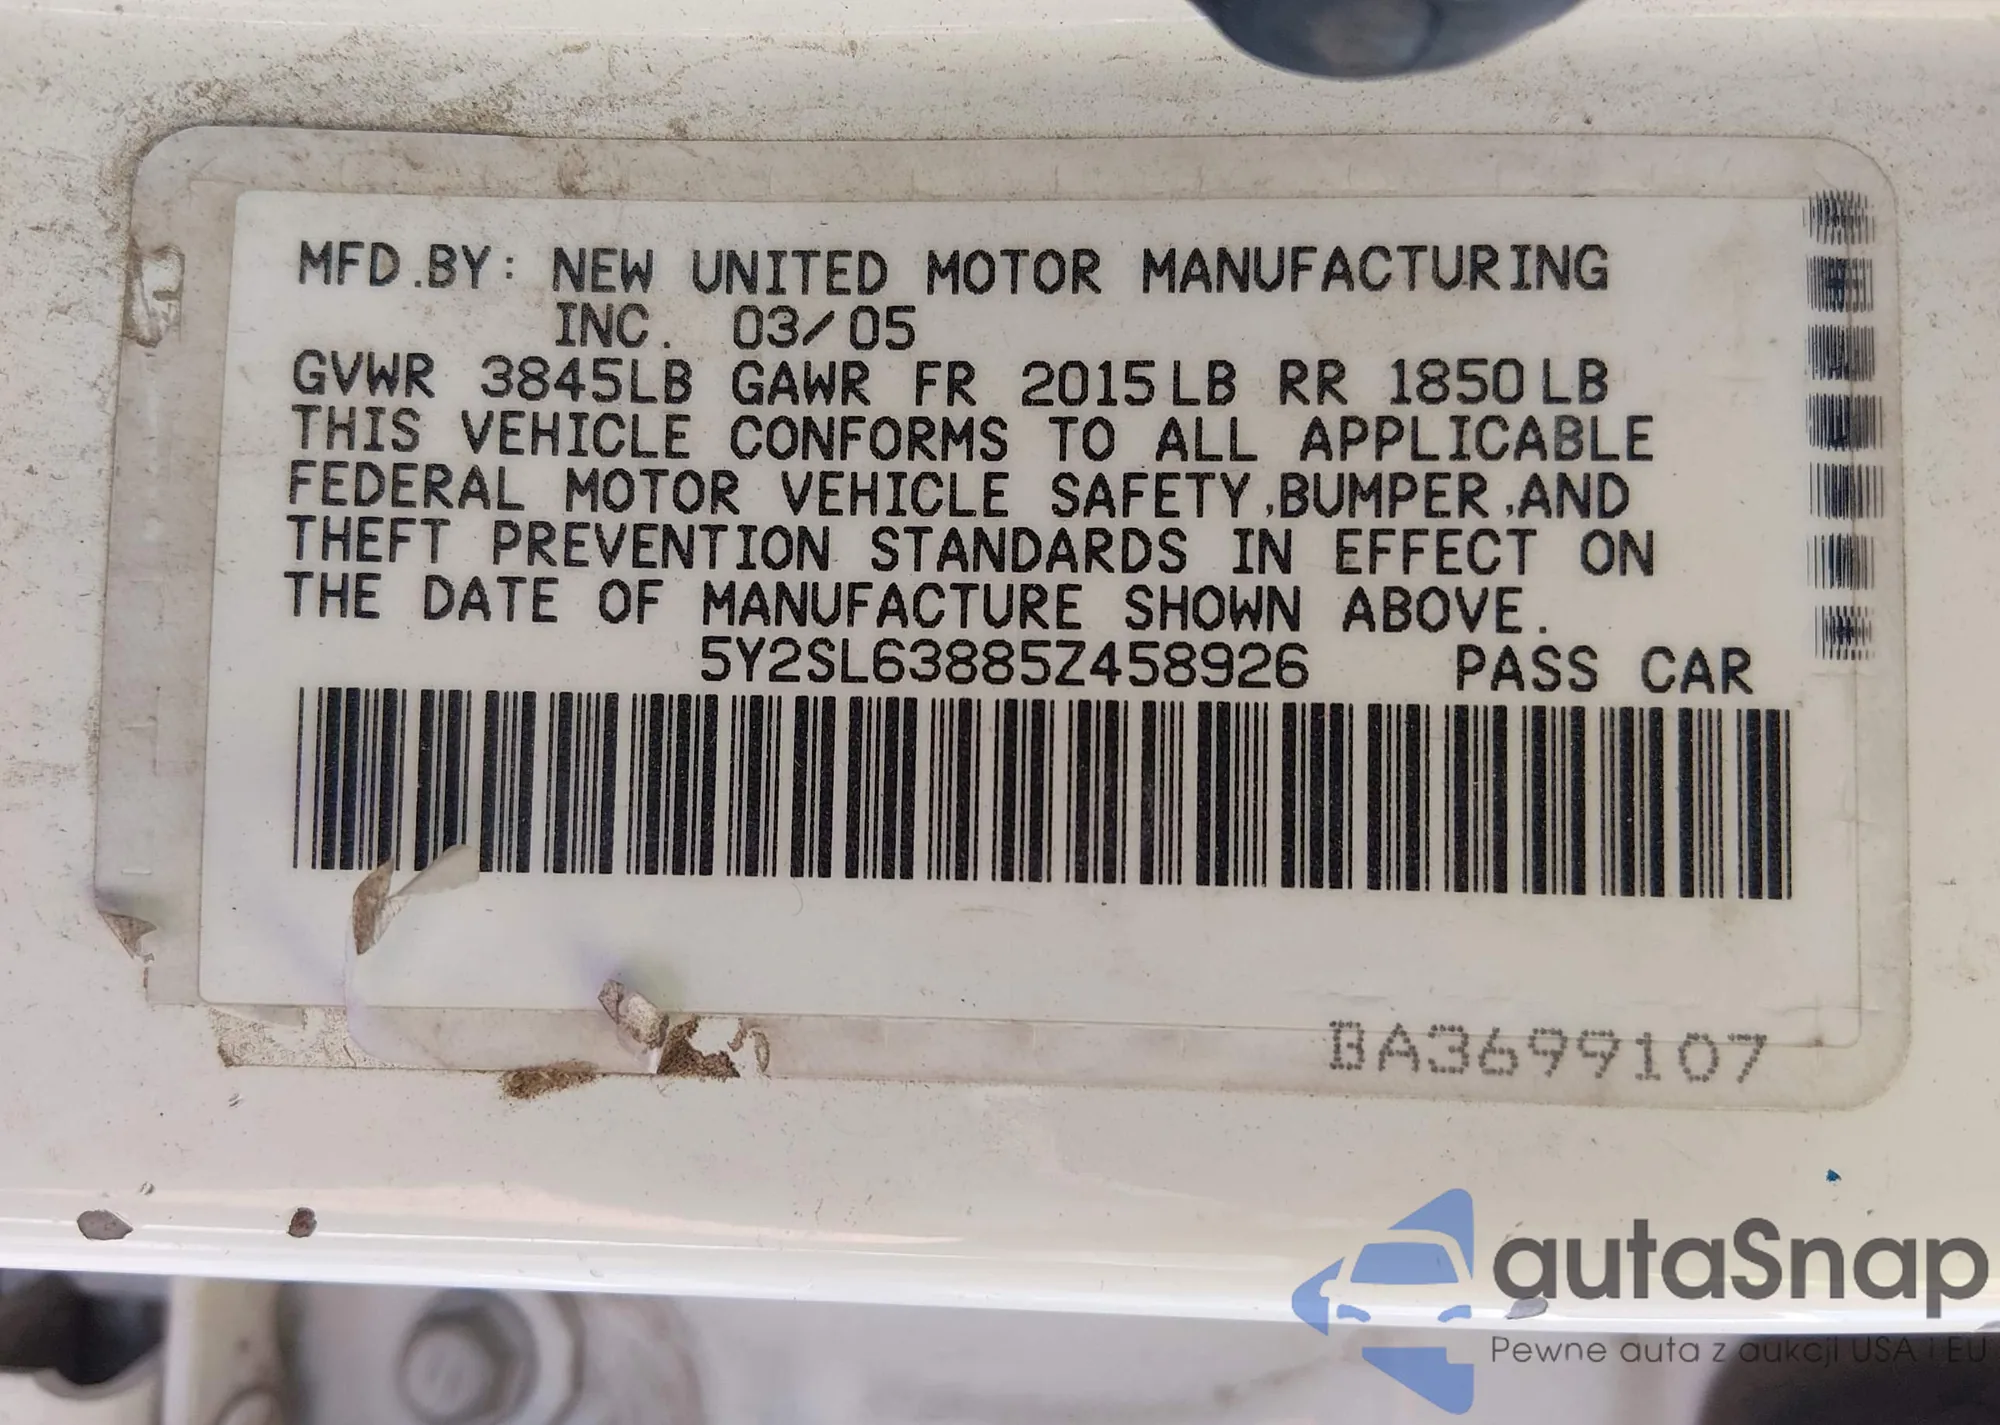 MFD.BY: NEW UNITED MOTOR MANUFACTURING
INC. 03/05
GVWR 3845LB GAWR FR 2015LB RR 1850LB
THIS VEHICLE CONFORMS TO ALL APPLICABLE
FEDERAL MOTOR VEHICLE SAFETY,BUMPER,AND
THEFT PREVENTION STANDARDS IN EFFECT ON
THE DATE OF MANUFACTURE SHOWN ABOVE.
5Y2SL63885Z458926 PASS CAR
BA3699107
autaSnap
Pewne auta z aukcji USA i EU